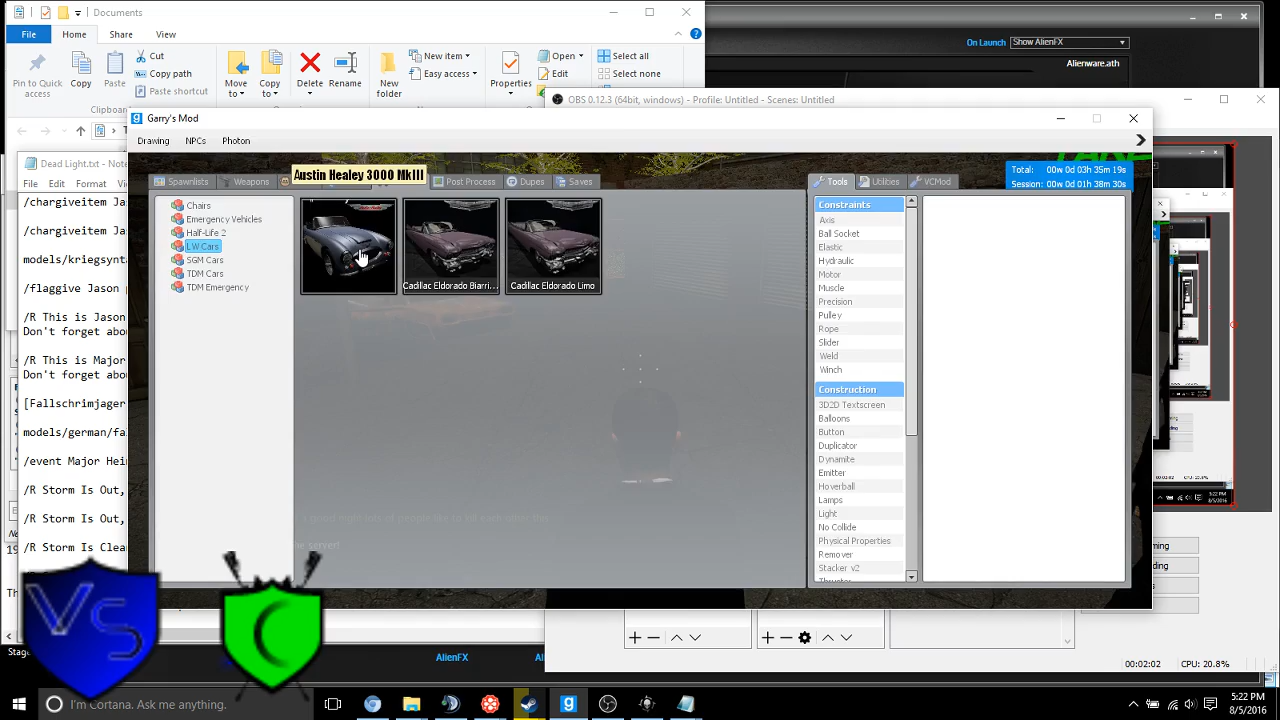 Documents
File
Home
Share
View
Pin to Quick access
Copy
Paste
Cut
Copy path
Paste shortcut
Move to
Copy to
Delete
Rename
New folder
New item
Easy access
Properties
Open
Edit
Select all
Select none
Clipboard
On Launch
Show AlienFX
Alienware.ath
OBS 0.12.3 (64bit, windows) - Profile: Untitled - Scenes: Untitled
Dead Light.txt - Note
File
Edit
Format
/chargiveitem Ja
/chargiveitem Ja
models/kriegsynt
/flaggive Jason
/R This is Jason
Don't forget abou
/R This is Major
Don't forget abou
[Fallschrimjager
models/german/fa
/event Major Hei
/R Storm Is Out,
/R Storm Is Out,
/R Storm Is Clea
Garry's Mod
Drawing
NPCs
Photon
Austin Healey 3000 MkIII
Total: 00w 0d 03h 35m 19s
Session: 00w 0d 01h 38m 30s
Spawnlists
Weapons
Post Process
Dupes
Saves
Tools
Utilities
VCMod
Chairs
Emergency Vehicles
Half-Life 2
LW Cars
SGM Cars
TDM Cars
TDM Emergency
Cadillac Eldorado Biarri...
Cadillac Eldorado Limo
Constraints
Axis
Ball Socket
Elastic
Hydraulic
Motor
Muscle
Precision
Pulley
Rope
Slider
Weld
Winch
Construction
3D2D Textscreen
Balloons
Button
Duplicator
Dynamite
Emitter
Hoverball
Lamps
Light
No Collide
Physical Properties
Remover
Stacker v2
Thruster
he server!
VS
C
AlienFX
00:02:02
CPU: 20.8%
I'm Cortana. Ask me anything.
5:22 PM
8/5/2016